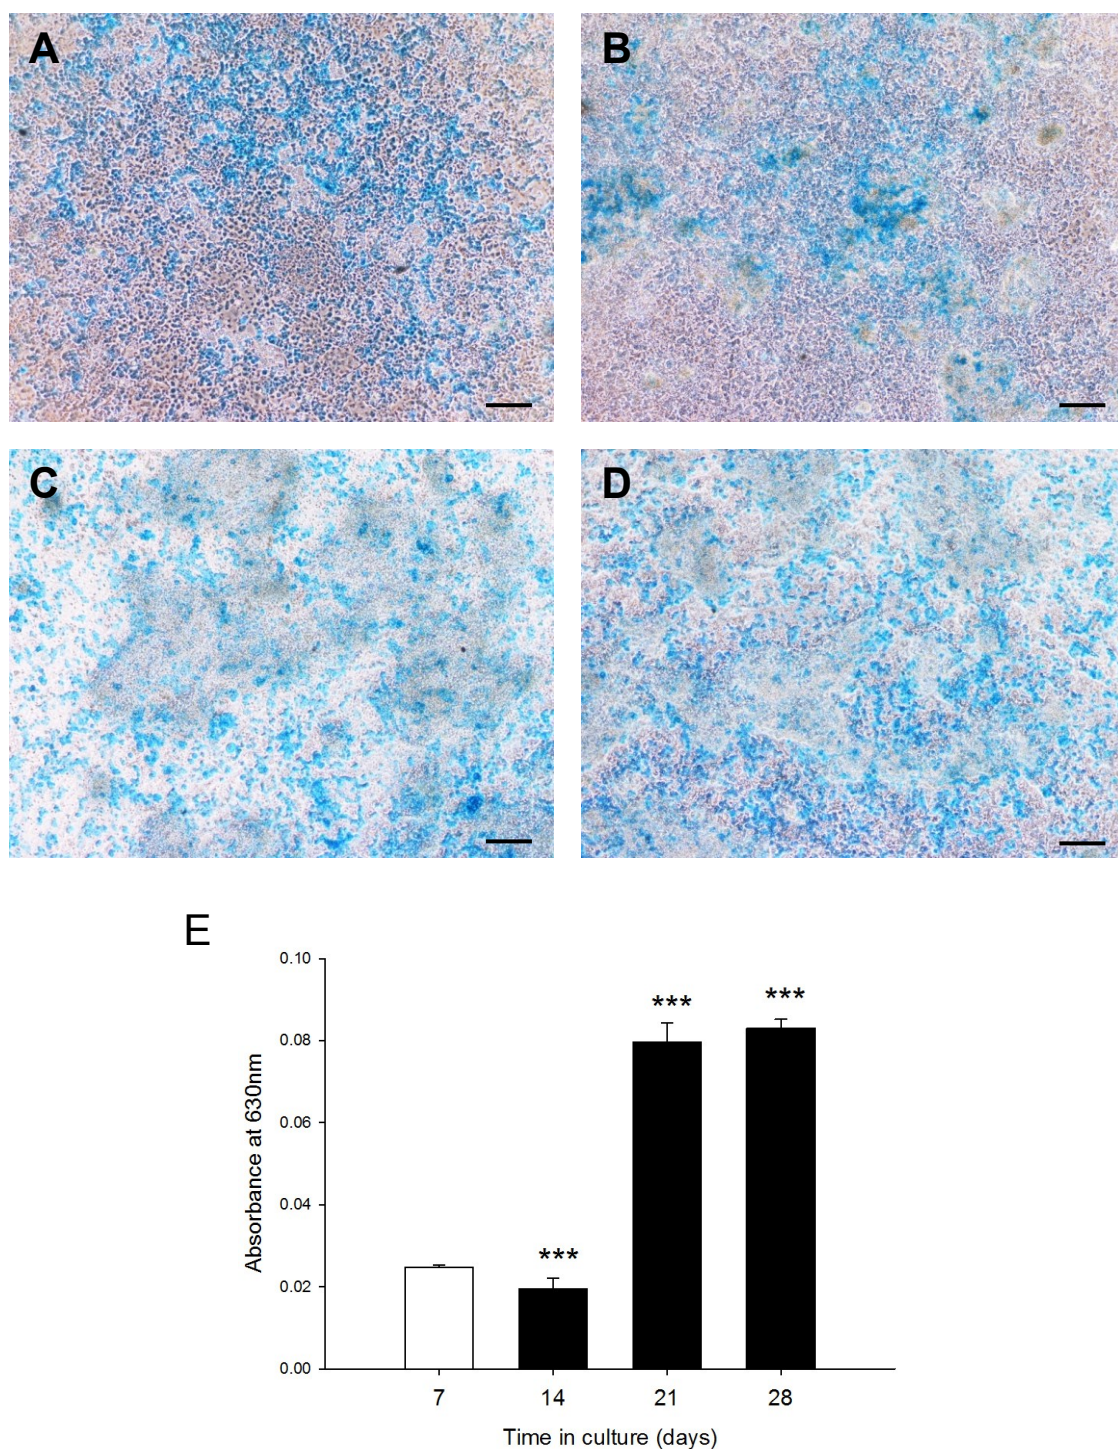 A
B
C
D
E
0.10
0.08
0.06
0.04
0.02
0.00
Absorbance at 630nm
***
***
***
7 14 21 28
Time in culture (days)